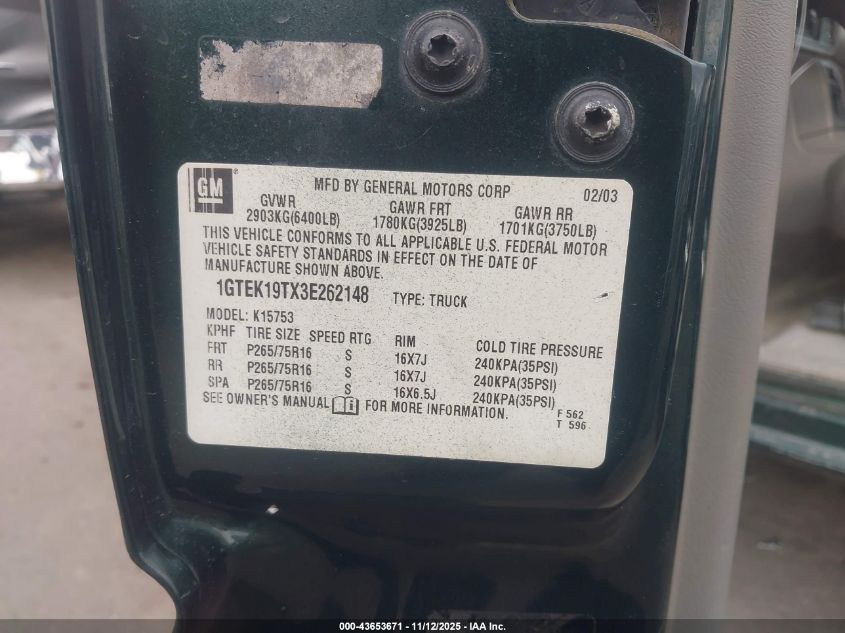 GM
MFD BY GENERAL MOTORS CORP 02/03
GVWR GAWR FRT GAWR RR
2903KG(6400LB) 1780KG(3925LB) 1701KG(3750LB)
THIS VEHICLE CONFORMS TO ALL APPLICABLE U.S. FEDERAL MOTOR
VEHICLE SAFETY STANDARDS IN EFFECT ON THE DATE OF
MANUFACTURE SHOWN ABOVE.
1GTEK19TX3E262148 TYPE: TRUCK
MODEL: K15753
KPHF TIRE SIZE SPEED RTG RIM COLD TIRE PRESSURE
FRT P265/75R16 S 16X7J 240KPA(35PSI)
RR P265/75R16 S 16X7J 240KPA(35PSI)
SPA P265/75R16 S 16X6.5J 240KPA(35PSI)
SEE OWNER'S MANUAL FOR MORE INFORMATION.
F 562
T 596
000-43653671 - 11/12/2025 - IAA Inc.